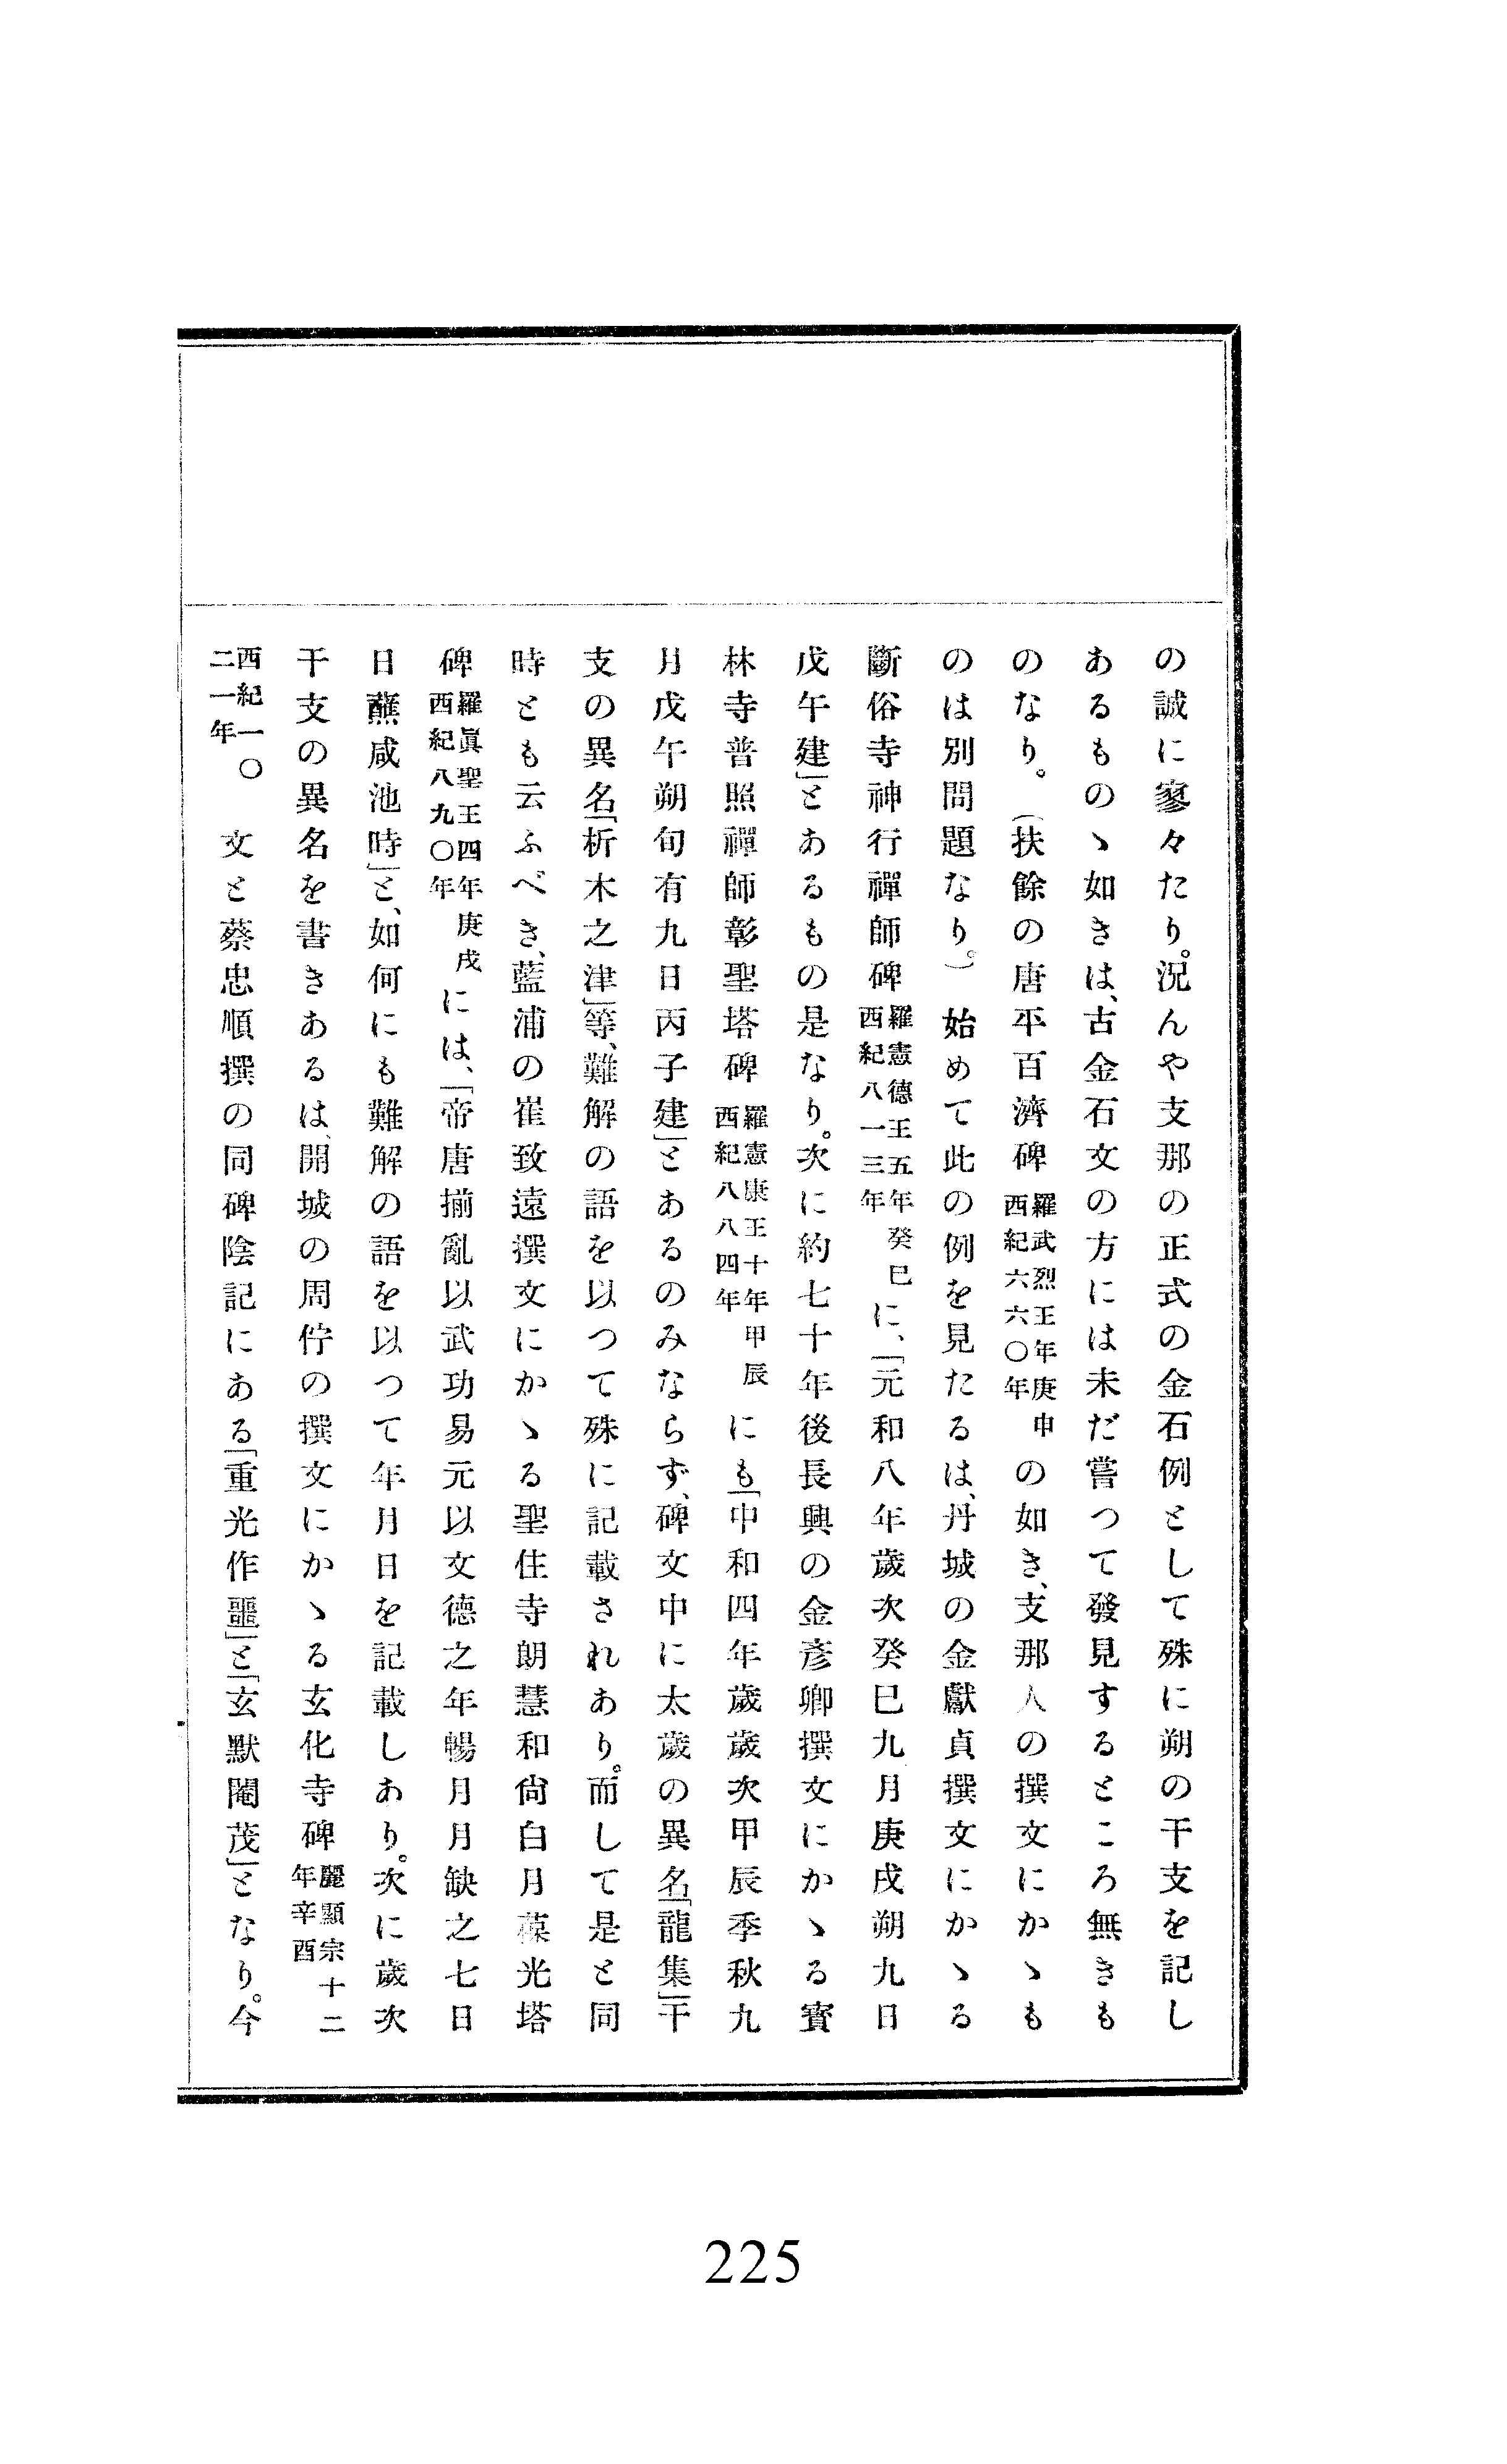 の誠に寥々たり。況んや支那の正式の金石例として殊に朔の干支を記し
あるものゝ如きは、古金石文の方には未だ嘗つて發見するところ無きも
のなり。(扶餘の唐平百濟碑羅武烈王年庚申西紀六六〇年の如き、支那人の撰文にかゝも
のは別問題なり。)始めて此の例を見たるは、丹城の金獻貞撰文にかゝる
斷俗寺神行禪師碑羅憲德王五年癸巳西紀八一三年に、「元和八年歲次癸巳九月庚戌朔九日
戊午建」とあるもの是なり。次に約七十年後長興の金彥卿撰文にかゝる寶
林寺普照禪師彰聖塔碑羅憲康王十年甲辰西紀八八四年にも「中和四年歲歲次甲辰季秋九
月戊午朔旬有九日丙子建」とあるのみならず、碑文中に太歲の異名「龍集」干
支の異名「析木之津」等、難解の語を以つて殊に記載されあり。而して是と同
時とも云ふべき、藍浦の崔致遠撰文にかゝる聖住寺朗慧和尙白月葆光塔
碑羅眞聖王四年庚戌西紀八九〇年には、「帝唐揃亂以武功易元以文德之年暢月月缺之七日
日蘸咸池時」と、如何にも難解の語を以つて年月日を記載しあり。次に歲次
干支の異名を書きあるは、開城の周佇の撰文にかゝる玄化寺碑麗顯宗十二年辛酉
西紀一〇二一年文と蔡忠順撰の同碑陰記にある「重光作噩」と「玄黙閹茂」となり。今
225